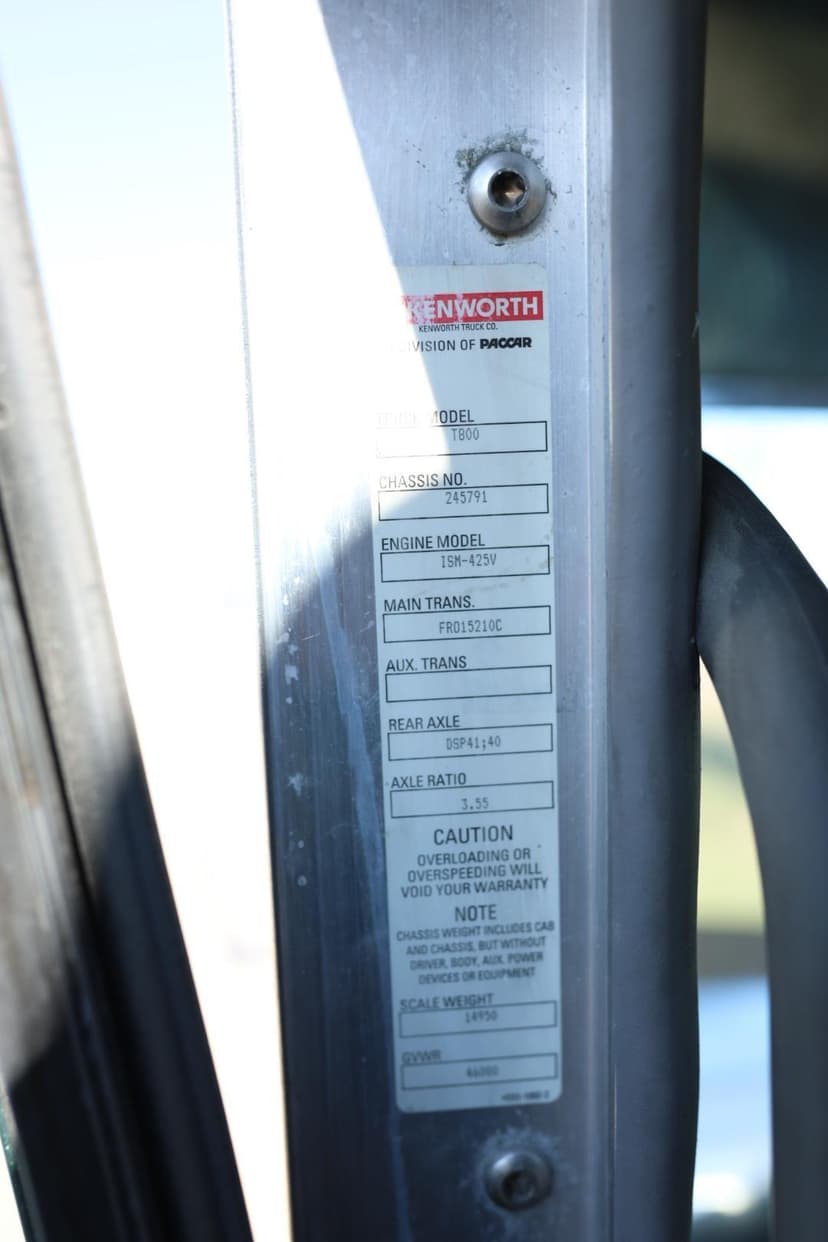 KENWORTH
KENWORTH TRUCK CO.
DIVISION OF PACCAR
TRUCK MODEL
T800
CHASSIS NO.
245791
ENGINE MODEL
ISM-425V
MAIN TRANS.
FRO15210C
AUX. TRANS
REAR AXLE
DSP41;40
AXLE RATIO
3.55
CAUTION
OVERLOADING OR
OVERSPEEDING WILL
VOID YOUR WARRANTY
NOTE
CHASSIS WEIGHT INCLUDES CAB
AND CHASSIS, BUT WITHOUT
DRIVER, BODY, AUX. POWER
DEVICES OR EQUIPMENT
SCALE WEIGHT
14950
GVWR